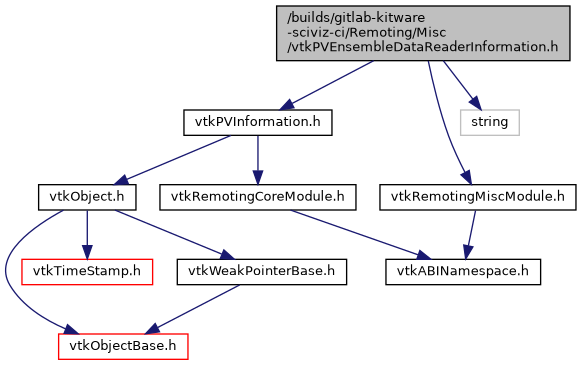 /builds/gitlab-kitware
-sciviz-ci/Remoting/Misc
/vtkPVEnsembleDataReaderInformation.h
vtkPVInformation.h
string
vtkObject.h
vtkRemotingCoreModule.h
vtkRemotingMiscModule.h
vtkTimeStamp.h
vtkWeakPointerBase.h
vtkABINamespace.h
vtkObjectBase.h